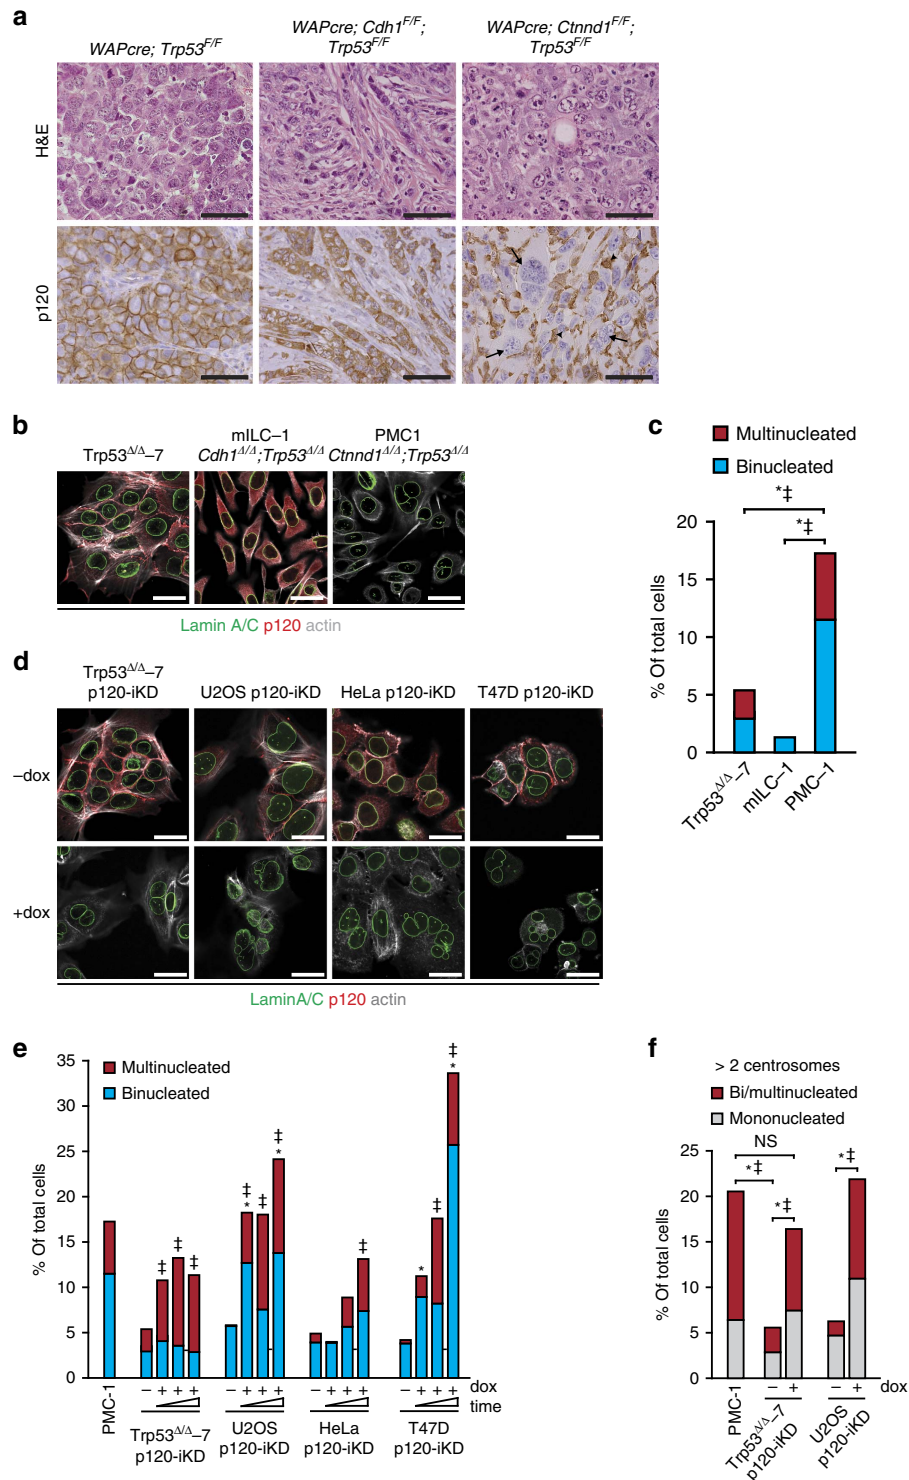 a
WAPcre; Trp53F/F
WAPcre; Cdh1F/F;
Trp53F/F
WAPcre; Ctnnd1F/F;
Trp53F/F
H&E
p120
b
Trp53Δ/Δ–7
mILC–1
Cdh1Δ/Δ;Trp53Δ/Δ
PMC1
Ctnnd1Δ/Δ;Trp53Δ/Δ
Lamin A/C p120 actin
c
Multinucleated
Binucleated
*‡
*‡
20
15
10
5
0
% Of total cells
Trp53Δ/Δ–7
mILC–1
PMC–1
d
Trp53Δ/Δ–7
p120-iKD
U2OS p120-iKD
HeLa p120-iKD
T47D p120-iKD
–dox
+dox
LaminA/C p120 actin
e
Multinucleated
Binucleated
35
30
25
20
15
10
5
0
% Of total cells
‡
‡
‡
‡
*
‡
‡
*
‡
*
‡
‡
*
PMC-1
– + + +
– + + +
– + + +
– + + +
dox
time
Trp53Δ/Δ–7
p120-iKD
U2OS
p120-iKD
HeLa
p120-iKD
T47D
p120-iKD
f
> 2 centrosomes
Bi/multinucleated
Mononucleated
25
20
15
10
5
0
% Of total cells
NS
*‡
*‡
*‡
PMC-1
– +
– +
dox
Trp53Δ/Δ–7
p120-iKD
U2OS
p120-iKD